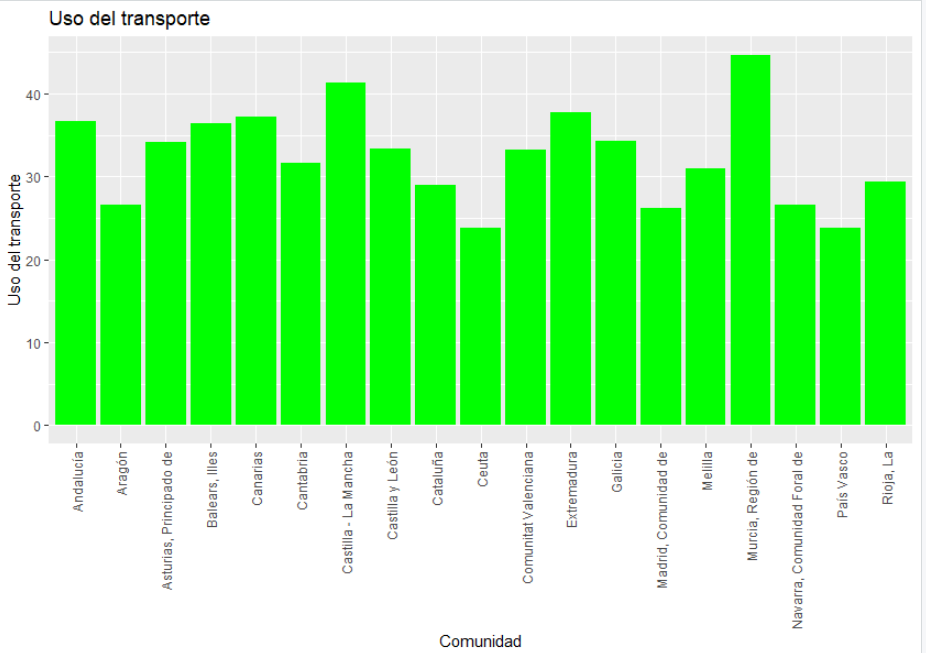 Uso del transporte
Uso del transporte
40
30
20
10
0
Andalucía
Aragón
Asturias, Principado de
Balears, Illes
Canarias
Cantabria
Castilla - La Mancha
Castilla y León
Cataluña
Ceuta
Comunitat Valenciana
Extremadura
Galicia
Madrid, Comunidad de
Melilla
Murcia, Región de
Navarra, Comunidad Foral de
País Vasco
Rioja, La
Comunidad